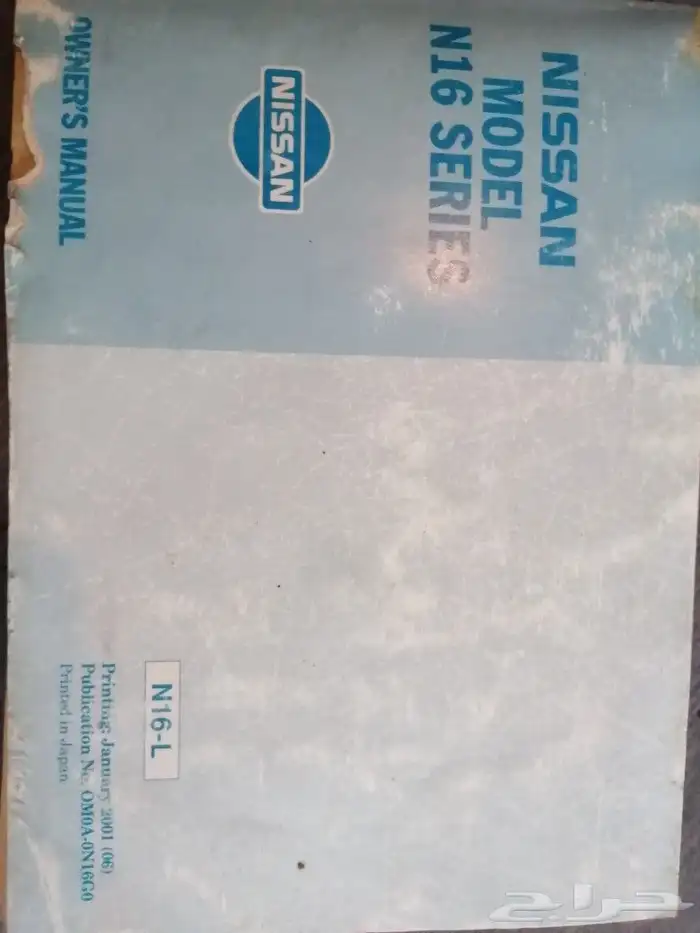 NISSAN
MODEL
N16 SERIES
NISSAN
OWNER'S MANUAL
N16-L
Printing: January 2001 (06)
Publication No. OM0A-0N16G0
Printed in Japan
حراج